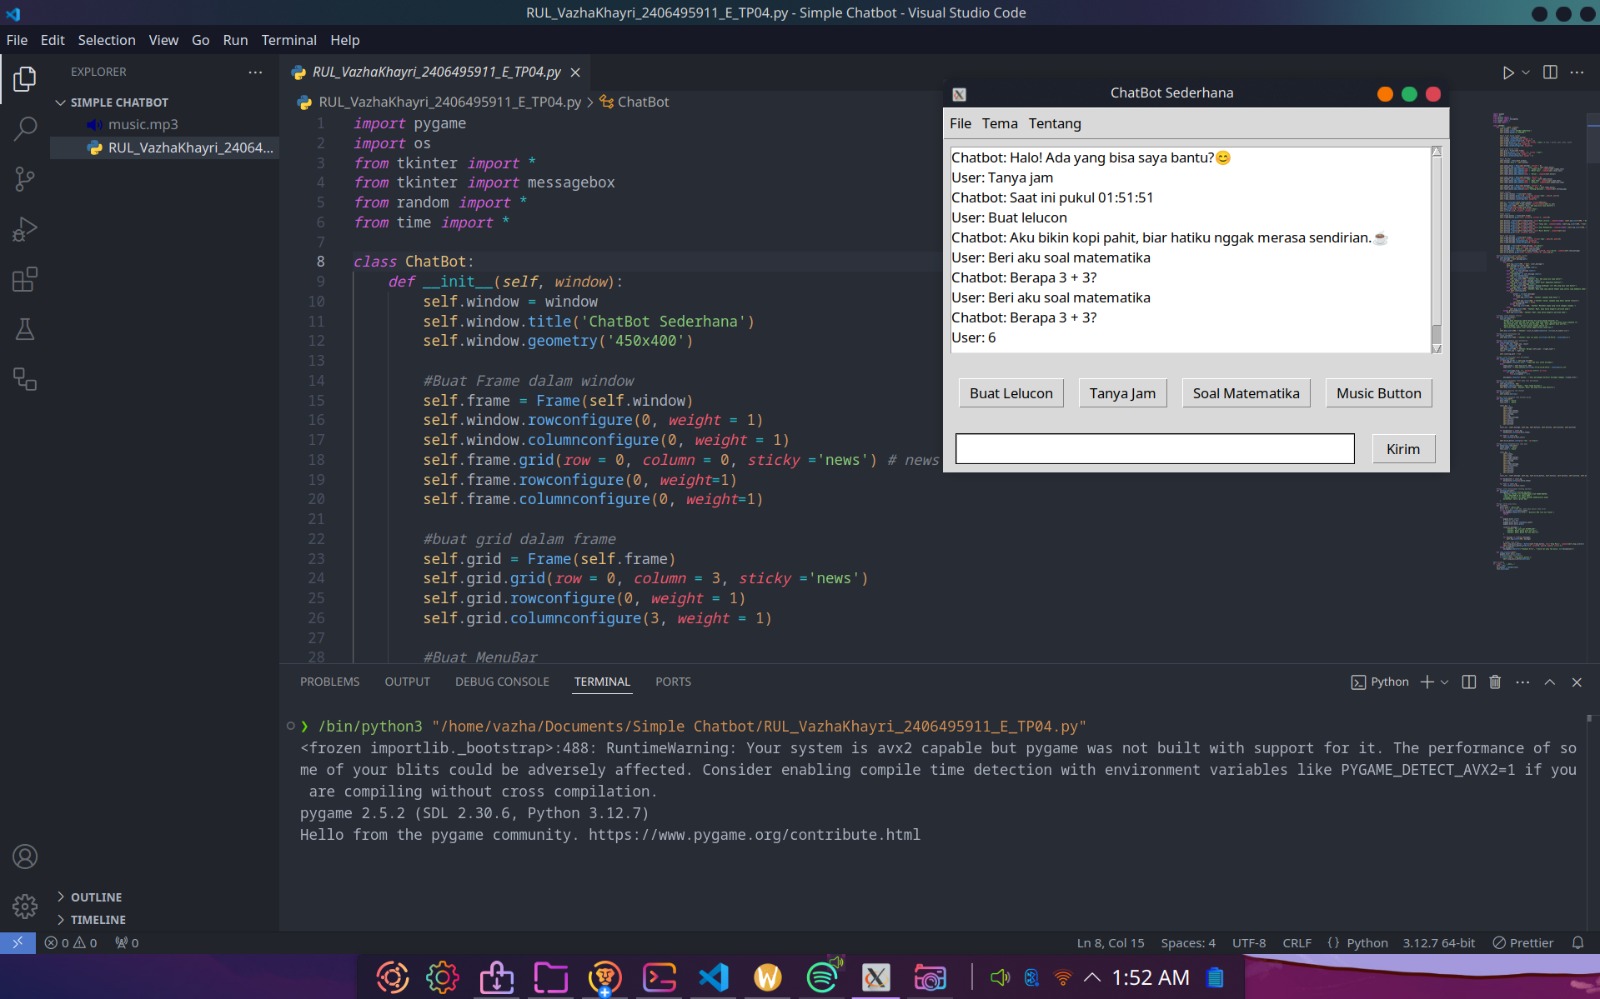 RUL_VazhaKhayri_2406495911_E_TP04.py - Simple Chatbot - Visual Studio Code
File Edit Selection View Go Run Terminal Help
EXPLORER
SIMPLE CHATBOT
music.mp3
RUL_VazhaKhayri_24064...
RUL_VazhaKhayri_2406495911_E_TP04.py
RUL_VazhaKhayri_2406495911_E_TP04.py > ChatBot
1 import pygame
2 import os
3 from tkinter import *
4 from tkinter import messagebox
5 from random import *
6 from time import *
7
8 class ChatBot:
9 def __init__(self, window):
10 self.window = window
11 self.window.title('ChatBot Sederhana')
12 self.window.geometry('450x400')
13
14 #Buat Frame dalam window
15 self.frame = Frame(self.window)
16 self.window.rowconfigure(0, weight = 1)
17 self.window.columnconfigure(0, weight = 1)
18 self.frame.grid(row = 0, column = 0, sticky ='news') # news
19 self.frame.rowconfigure(0, weight=1)
20 self.frame.columnconfigure(0, weight=1)
21
22 #buat grid dalam frame
23 self.grid = Frame(self.frame)
24 self.grid.grid(row = 0, column = 3, sticky ='news')
25 self.grid.rowconfigure(0, weight = 1)
26 self.grid.columnconfigure(3, weight = 1)
27
28 #Buat MenuBar
ChatBot Sederhana
File Tema Tentang
Chatbot: Halo! Ada yang bisa saya bantu?😊
User: Tanya jam
Chatbot: Saat ini pukul 01:51:51
User: Buat lelucon
Chatbot: Aku bikin kopi pahit, biar hatiku nggak merasa sendirian.☕
User: Beri aku soal matematika
Chatbot: Berapa 3 + 3?
User: Beri aku soal matematika
Chatbot: Berapa 3 + 3?
User: 6
Buat Lelucon Tanya Jam Soal Matematika Music Button
Kirim
PROBLEMS OUTPUT DEBUG CONSOLE TERMINAL PORTS
Python
❯ /bin/python3 "/home/vazha/Documents/Simple Chatbot/RUL_VazhaKhayri_2406495911_E_TP04.py"
<frozen importlib._bootstrap>:488: RuntimeWarning: Your system is avx2 capable but pygame was not built with support for it. The performance of so
me of your blits could be adversely affected. Consider enabling compile time detection with environment variables like PYGAME_DETECT_AVX2=1 if you
are compiling without cross compilation.
pygame 2.5.2 (SDL 2.30.6, Python 3.12.7)
Hello from the pygame community. https://www.pygame.org/contribute.html
OUTLINE
TIMELINE
0 0 0
Ln 8, Col 15 Spaces: 4 UTF-8 CRLF {} Python 3.12.7 64-bit Prettier
1:52 AM